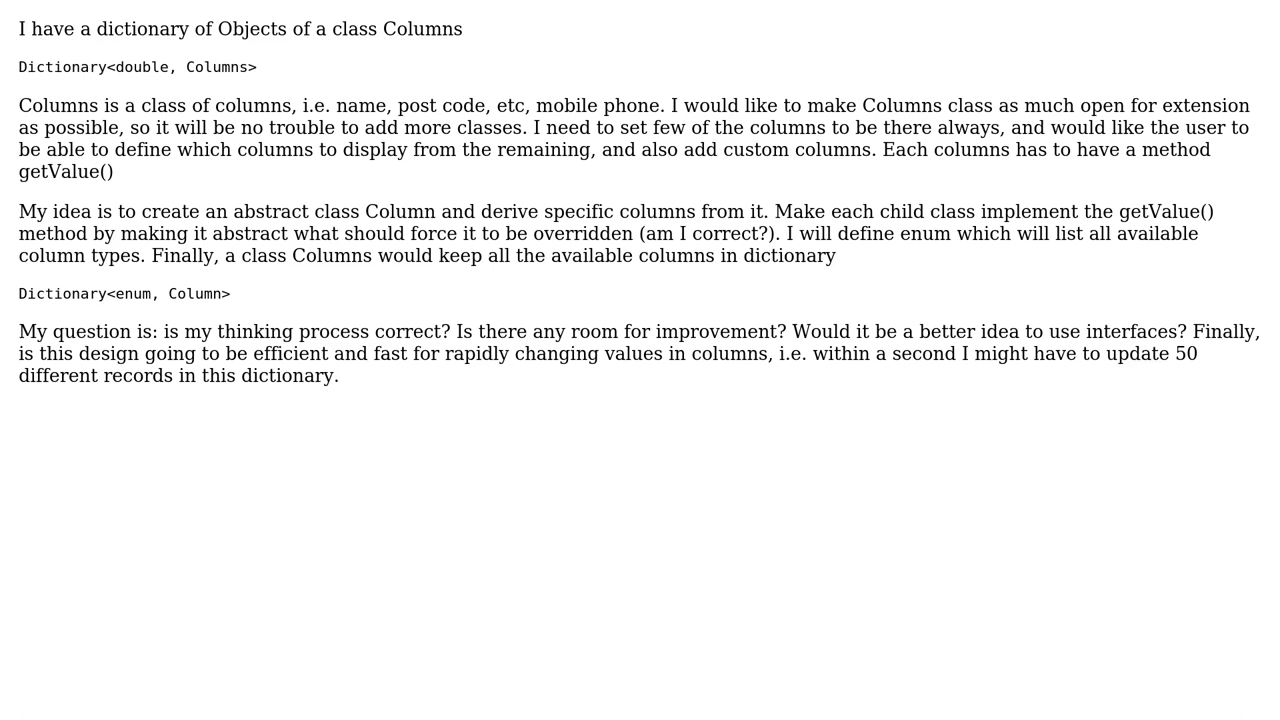 I have a dictionary of Objects of a class Columns
Dictionary<double, Columns>
Columns is a class of columns, i.e. name, post code, etc, mobile phone. I would like to make Columns class as much open for extension
as possible, so it will be no trouble to add more classes. I need to set few of the columns to be there always, and would like the user to
be able to define which columns to display from the remaining, and also add custom columns. Each columns has to have a method
getValue()
My idea is to create an abstract class Column and derive specific columns from it. Make each child class implement the getValue()
method by making it abstract what should force it to be overridden (am I correct?). I will define enum which will list all available
column types. Finally, a class Columns would keep all the available columns in dictionary
Dictionary<enum, Column>
My question is: is my thinking process correct? Is there any room for improvement? Would it be a better idea to use interfaces? Finally,
is this design going to be efficient and fast for rapidly changing values in columns, i.e. within a second I might have to update 50
different records in this dictionary.